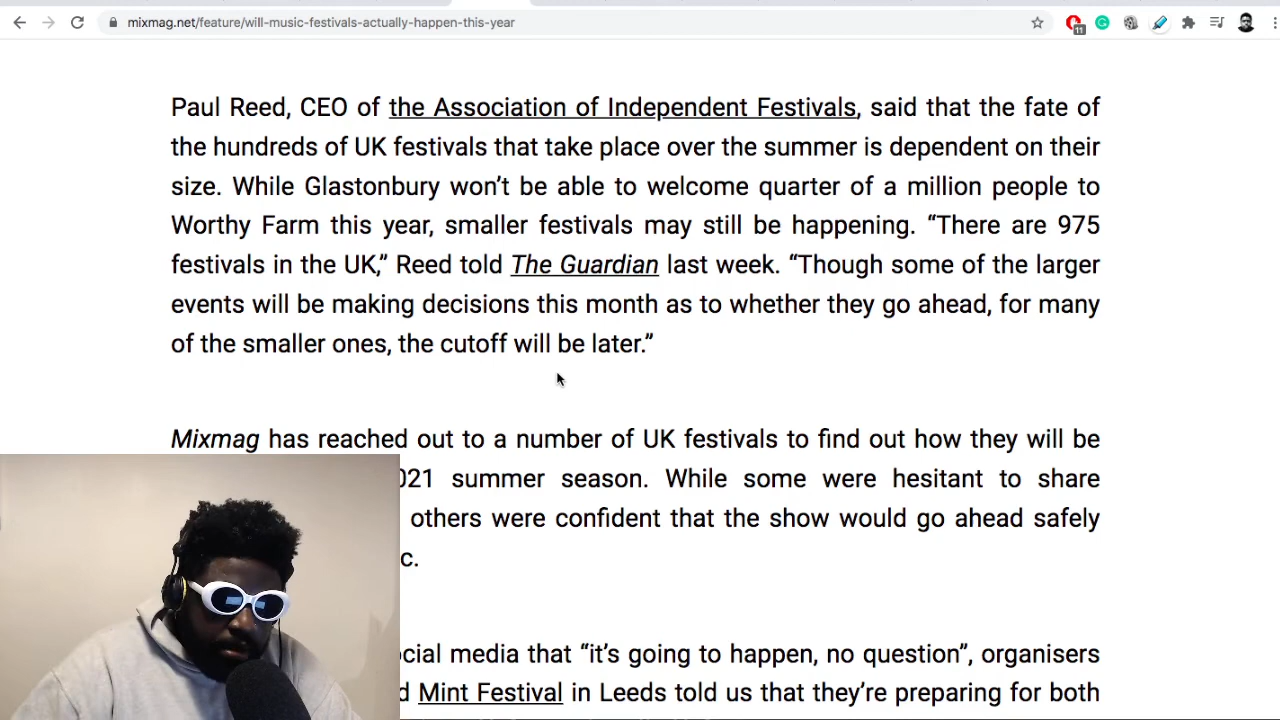 mixmag.net/feature/will-music-festivals-actually-happen-this-year
11
Paul Reed, CEO of the Association of Independent Festivals, said that the fate of
the hundreds of UK festivals that take place over the summer is dependent on their
size. While Glastonbury won’t be able to welcome quarter of a million people to
Worthy Farm this year, smaller festivals may still be happening. “There are 975
festivals in the UK,” Reed told The Guardian last week. “Though some of the larger
events will be making decisions this month as to whether they go ahead, for many
of the smaller ones, the cutoff will be later.”
Mixmag has reached out to a number of UK festivals to find out how they will be
021 summer season. While some were hesitant to share
others were confident that the show would go ahead safely
c.
ocial media that “it’s going to happen, no question”, organisers
d Mint Festival in Leeds told us that they’re preparing for both